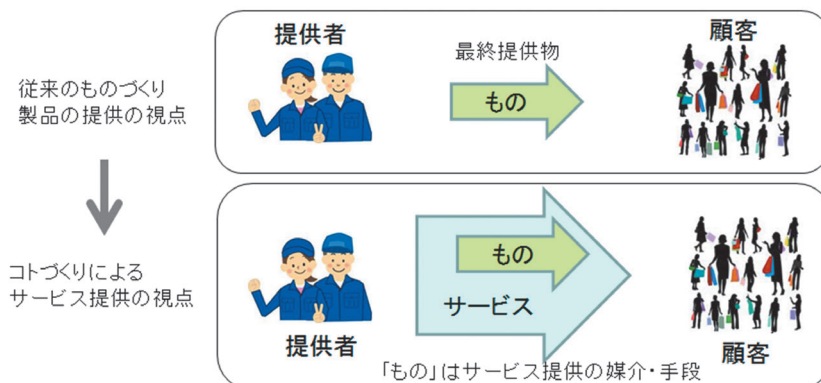 提供者
最終提供物
顧客
従来のものづくり
製品の提供の視点
もの
コトづくりによる
サービス提供の視点
もの
サービス
提供者
顧客
「もの」はサービス提供の媒介・手段